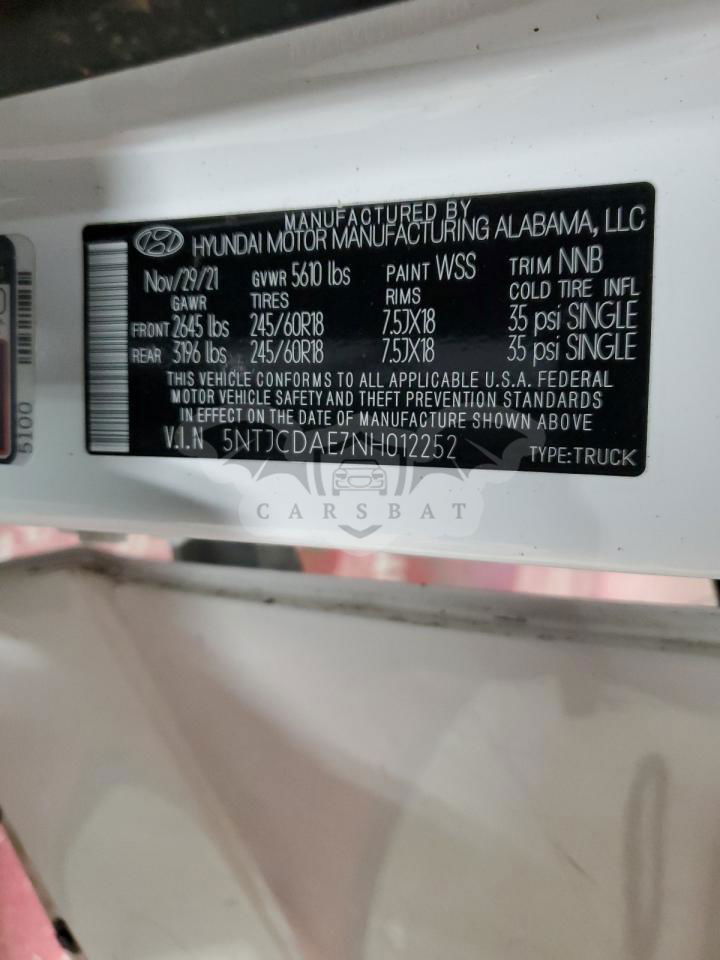 MANUFACTURED BY
HYUNDAI MOTOR MANUFACTURING ALABAMA, LLC
Nov/29/21 GVWR 5610 lbs PAINT WSS TRIM NNB
GAWR TIRES RIMS COLD TIRE INFL
FRONT 2645 lbs 245/60R18 7.5JX18 35 psi SINGLE
REAR 3196 lbs 245/60R18 7.5JX18 35 psi SINGLE
THIS VEHICLE CONFORMS TO ALL APPLICABLE U.S.A. FEDERAL
MOTOR VEHICLE SAFETY AND THEFT PREVENTION STANDARDS
IN EFFECT ON THE DATE OF MANUFACTURE SHOWN ABOVE
V.I.N 5NTJCDAE7NH012252 TYPE:TRUCK
5100
CARSBAT